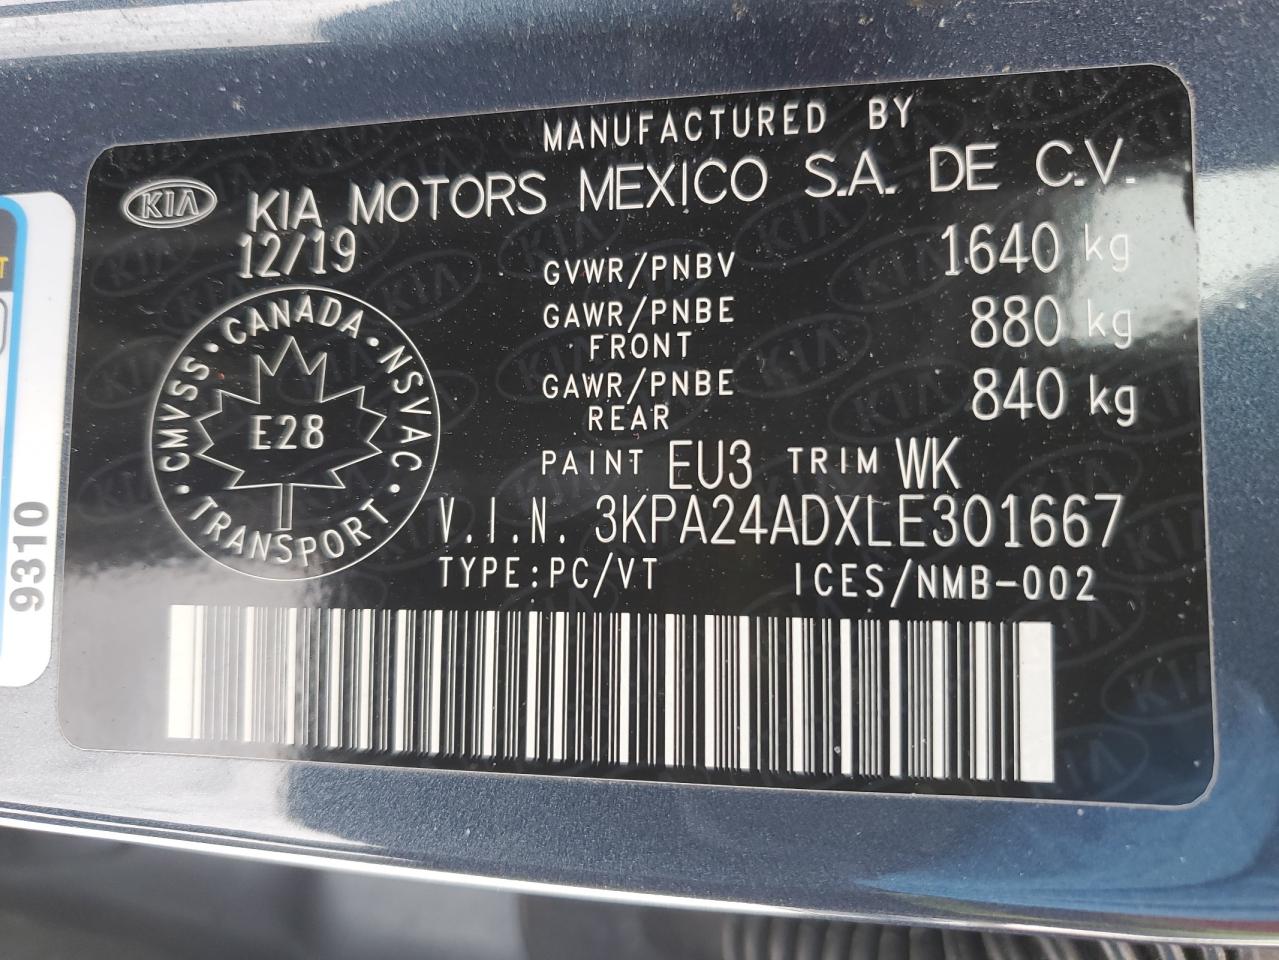 MANUFACTURED BY
KIA KIA MOTORS MEXICO S.A. DE C.V.
12/19
GVWR/PNBV 1640 kg
GAWR/PNBE FRONT 880 kg
GAWR/PNBE REAR 840 kg
PAINT EU3 TRIM WK
V.I.N. 3KPA24ADXLE301667
TYPE:PC/VT ICES/NMB-002
CANADA • NSVAC • TRANSPORT • CMVSS •
E28
9310